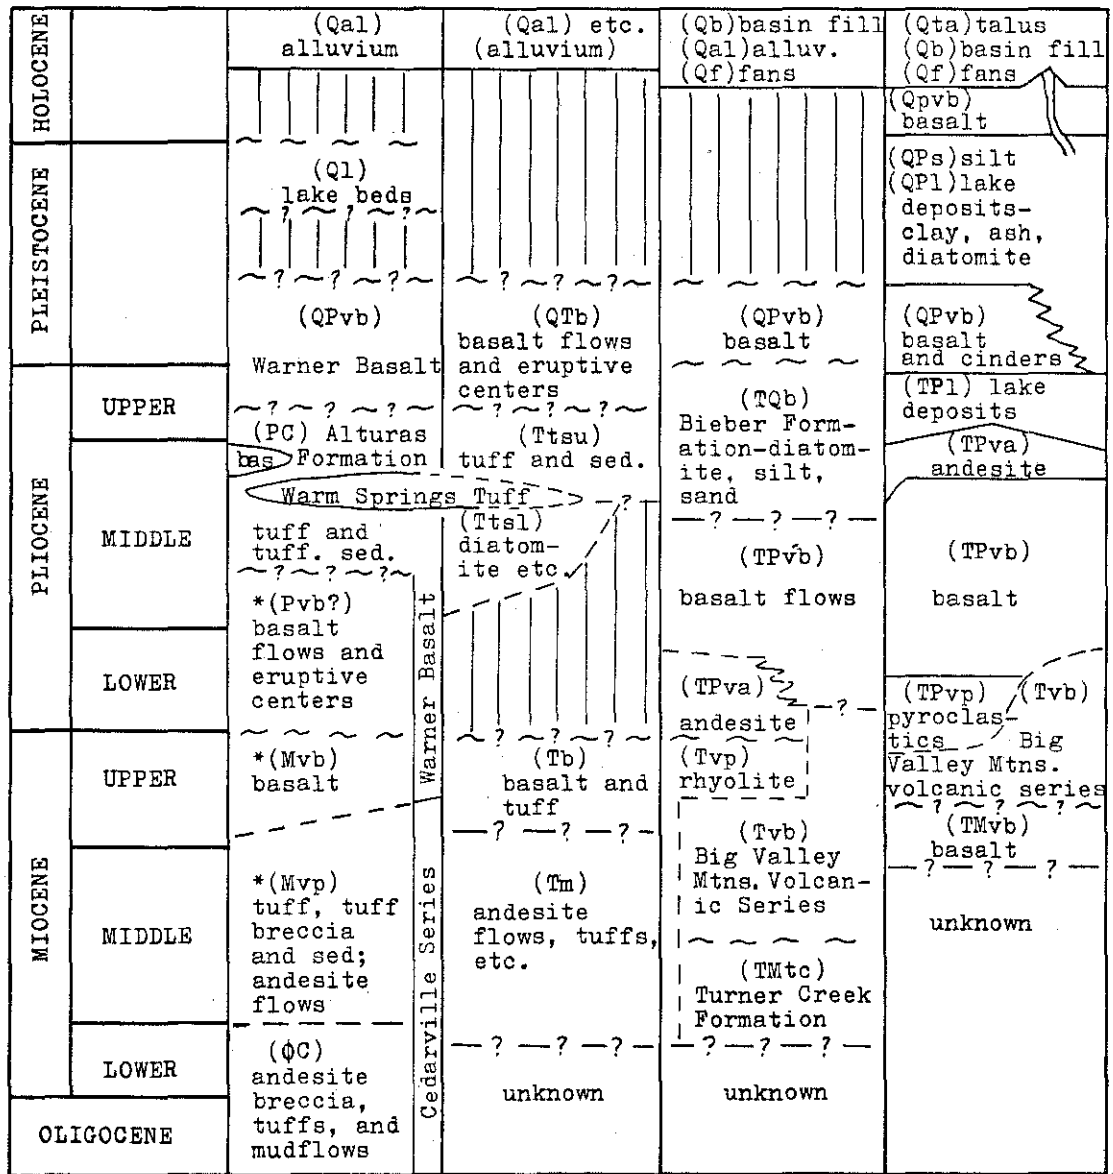 HOLOCENE
PLEISTOCENE
PLIOCENE
UPPER
MIDDLE
LOWER
MIOCENE
UPPER
MIDDLE
LOWER
OLIGOCENE
(Qal)
alluvium
(Ql)
lake beds
? ? ?
? ?
(QPvb)
Warner Basalt
? ? ?
(PC) Alturas
bas Formation
Warm Springs Tuff
tuff and
tuff. sed.
? ? ?
*(Pvb?)
basalt
flows and
eruptive
centers
*(Mvb)
basalt
*(Mvp)
tuff, tuff
breccia
and sed;
andesite
flows
(ϕC)
andesite
breccia,
tuffs, and
mudflows
Warner Basalt
Cedarville Series
(Qal) etc.
(alluvium)
? ? ?
(QTb)
basalt flows
and eruptive
centers
? ? ?
(Ttsu)
tuff and sed.
?
(Ttsl)
diatom-
ite etc.
? ? ?
(Tb)
basalt and
tuff
? ? ?
(Tm)
andesite
flows, tuffs,
etc.
? ? ?
unknown
(Qb)basin fill
(Qal)alluv.
(Qf)fans
(QPvb)
basalt
(TQb)
Bieber Form-
ation-diatom-
ite, silt,
sand
? ? ?
(TPvb)
basalt flows
(TPva)
andesite
?
(Tvp)
rhyolite
(Tvb)
Big Valley
Mtns. Volcan-
ic Series
(TMtc)
Turner Creek
Formation
? ? ?
unknown
(Qta)talus
(Qb)basin fill
(Qf)fans
(Qpvb)
basalt
(QPs)silt
(QPl)lake
deposits-
clay, ash,
diatomite
(QPvb)
basalt
and cinders
(TPl) lake
deposits
(TPva)
andesite
(TPvb)
basalt
(TPvp) (Tvb)
pyroclas-
tics Big
Valley Mtns.
volcanic series
? ? ?
(TMvb)
basalt
? ? ?
unknown